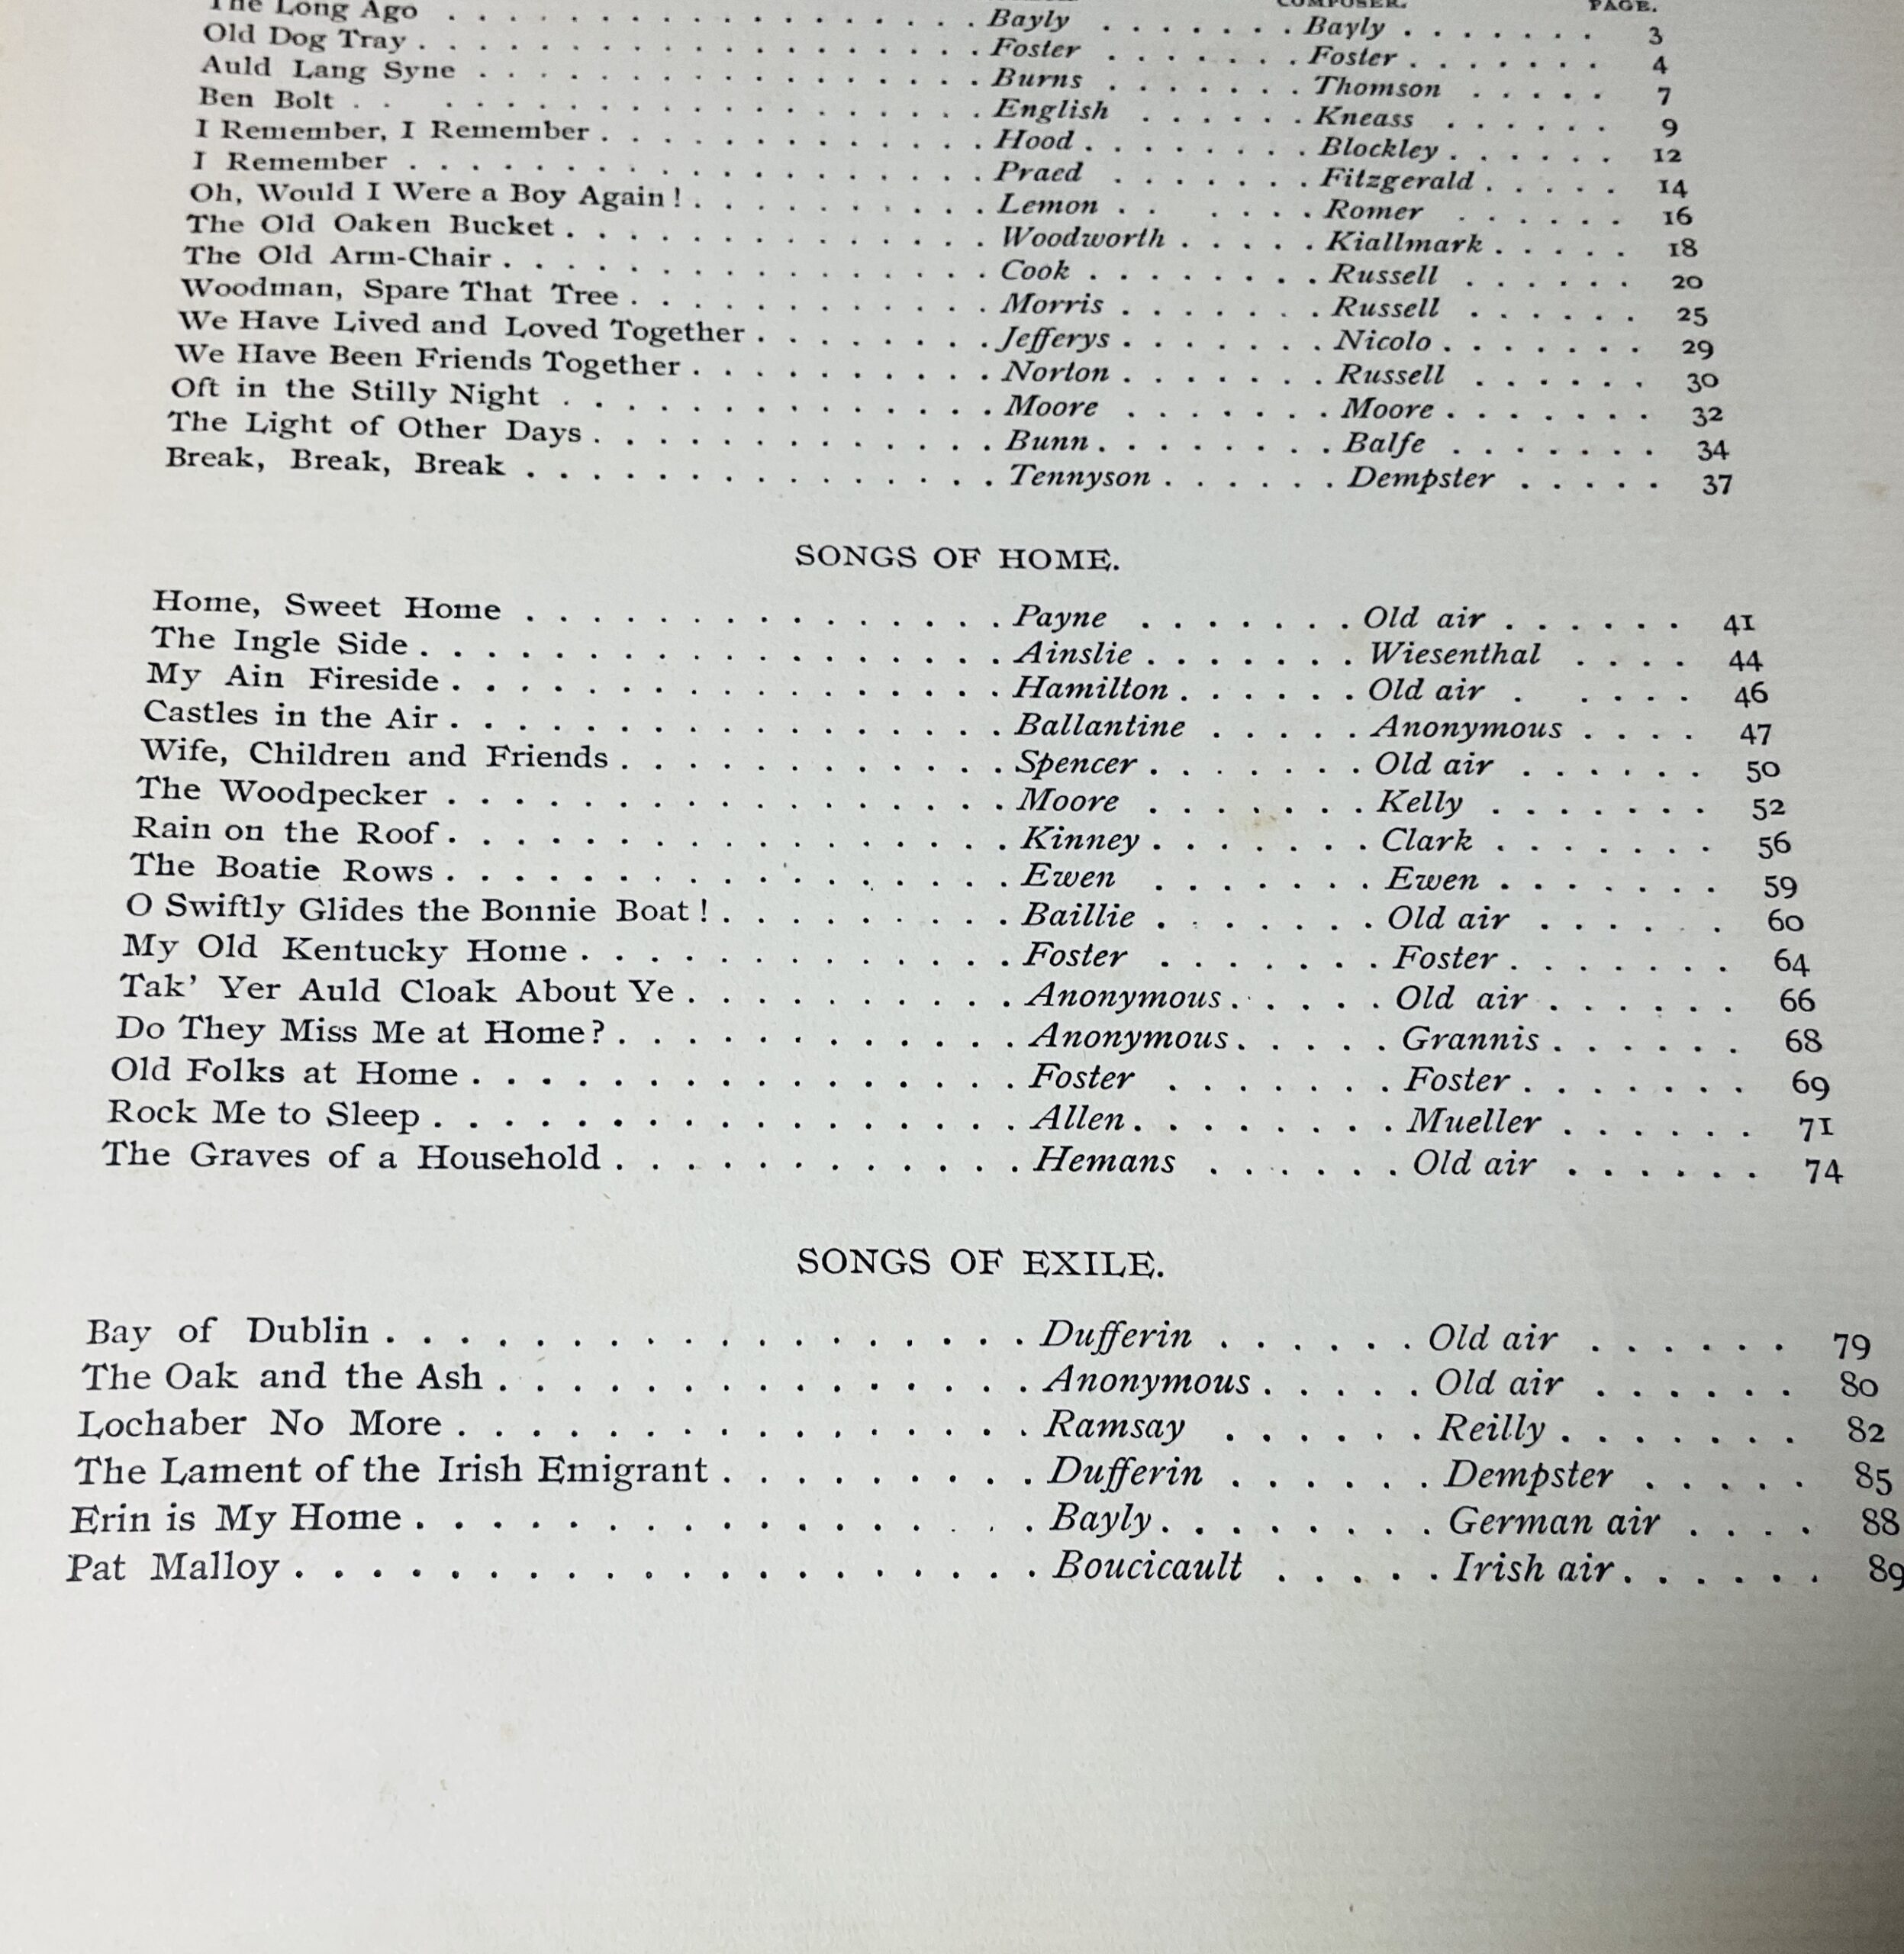 COMPOSER. PAGE.
The Long Ago . . . . . . . . . . . . . . . . . . Bayly . . . . . . . Bayly . . . . . . . 3
Old Dog Tray . . . . . . . . . . . . . . . . . . Foster . . . . . . . Foster . . . . . . . 4
Auld Lang Syne . . . . . . . . . . . . . . . . . Burns . . . . . . . Thomson . . . . . 7
Ben Bolt . . . . . . . . . . . . . . . . . . . English . . . . . . Kneass . . . . . . 9
I Remember, I Remember . . . . . . . . . . . . . Hood . . . . . . . . Blockley . . . . . . 12
I Remember . . . . . . . . . . . . . . . . . . . Praed . . . . . . . Fitzgerald . . . . . 14
Oh, Would I Were a Boy Again ! . . . . . . . . . . Lemon . . . . . . Romer . . . . . . 16
The Old Oaken Bucket . . . . . . . . . . . . . . Woodworth . . . . . Kiallmark . . . . . 18
The Old Arm-Chair . . . . . . . . . . . . . . . . Cook . . . . . . . . Russell . . . . . . 20
Woodman, Spare That Tree . . . . . . . . . . . . Morris . . . . . . . Russell . . . . . . 25
We Have Lived and Loved Together . . . . . . . . Jefferys . . . . . . . Nicolo . . . . . . . 29
We Have Been Friends Together . . . . . . . . . . Norton . . . . . . . Russell . . . . . . 30
Oft in the Stilly Night . . . . . . . . . . . . . . Moore . . . . . . . Moore . . . . . . . 32
The Light of Other Days . . . . . . . . . . . . . Bunn . . . . . . . . Balfe . . . . . . . 34
Break, Break, Break . . . . . . . . . . . . . . . Tennyson . . . . . . Dempster . . . . . 37
SONGS OF HOME.
Home, Sweet Home . . . . . . . . . . . . . . . Payne . . . . . . . Old air . . . . . . 41
The Ingle Side . . . . . . . . . . . . . . . . . . Ainslie . . . . . . . Wiesenthal . . . . 44
My Ain Fireside . . . . . . . . . . . . . . . . . Hamilton . . . . . . Old air . . . . . 46
Castles in the Air . . . . . . . . . . . . . . . . . Ballantine . . . . . Anonymous . . . . 47
Wife, Children and Friends . . . . . . . . . . . . Spencer . . . . . . . Old air . . . . . . 50
The Woodpecker . . . . . . . . . . . . . . . . . Moore . . . . . . . Kelly . . . . . . . 52
Rain on the Roof . . . . . . . . . . . . . . . . . Kinney . . . . . . . Clark . . . . . . . 56
The Boatie Rows . . . . . . . . . . . . . . . . . Ewen . . . . . . . Ewen . . . . . . . 59
O Swiftly Glides the Bonnie Boat ! . . . . . . . . . Baillie . . . . . . . Old air . . . . . . 60
My Old Kentucky Home . . . . . . . . . . . . . Foster . . . . . . . Foster . . . . . . . 64
Tak' Yer Auld Cloak About Ye . . . . . . . . . . Anonymous . . . . . Old air . . . . . . 66
Do They Miss Me at Home? . . . . . . . . . . . . Anonymous . . . . . Grannis . . . . . . 68
Old Folks at Home . . . . . . . . . . . . . . . . Foster . . . . . . . Foster . . . . . . . 69
Rock Me to Sleep . . . . . . . . . . . . . . . . . Allen . . . . . . . . Mueller . . . . . . 71
The Graves of a Household . . . . . . . . . . . . Hemans . . . . . . Old air . . . . . . 74
SONGS OF EXILE.
Bay of Dublin . . . . . . . . . . . . . . . . . . Dufferin . . . . . . Old air . . . . . . 79
The Oak and the Ash . . . . . . . . . . . . . . . Anonymous . . . . . Old air . . . . . . 80
Lochaber No More . . . . . . . . . . . . . . . . Ramsay . . . . . . Reilly . . . . . . . 82
The Lament of the Irish Emigrant . . . . . . . . . Dufferin . . . . . . Dempster . . . . . 85
Erin is My Home . . . . . . . . . . . . . . . . . Bayly . . . . . . . . German air . . . . 88
Pat Malloy . . . . . . . . . . . . . . . . . . . . Boucicault . . . . . Irish air . . . . . . 89